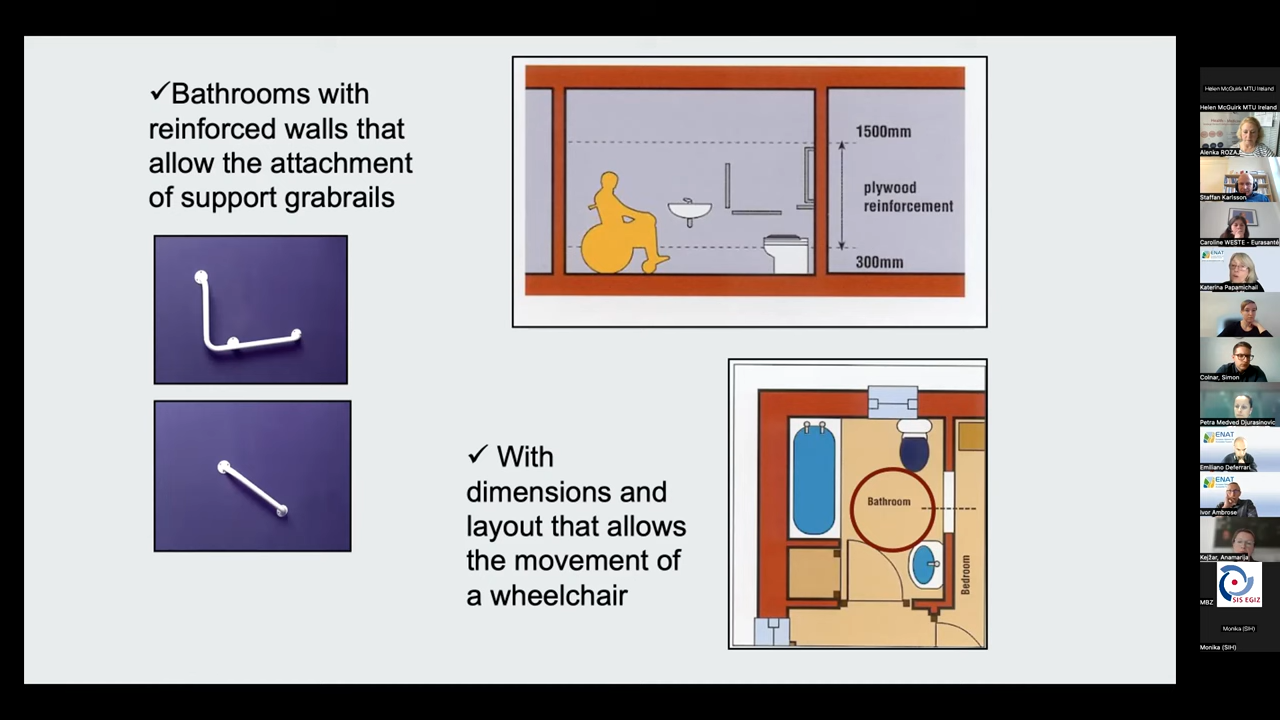 ✓Bathrooms with
reinforced walls that
allow the attachment
of support grabrails
1500mm
plywood
reinforcement
300mm
✓ With
dimensions and
layout that allows
the movement of
a wheelchair
Bathroom
Bedroom
Helen McGuirk MTU Ireland
Helen McGuirk MTU Ireland
Alenka ROZAJ
Staffan Karlsson
Caroline WESTE - Eurasanté
ENAT
Katerina Papamichail
Colnar, Simon
Petra Medved Djurasinovic
ENAT
Emiliano Deferrari
ENAT
Ivor Ambrose
Kejžar, Anamarija
SIS EGIZ
MBZ
Monika (SIH)
Monika (SIH)